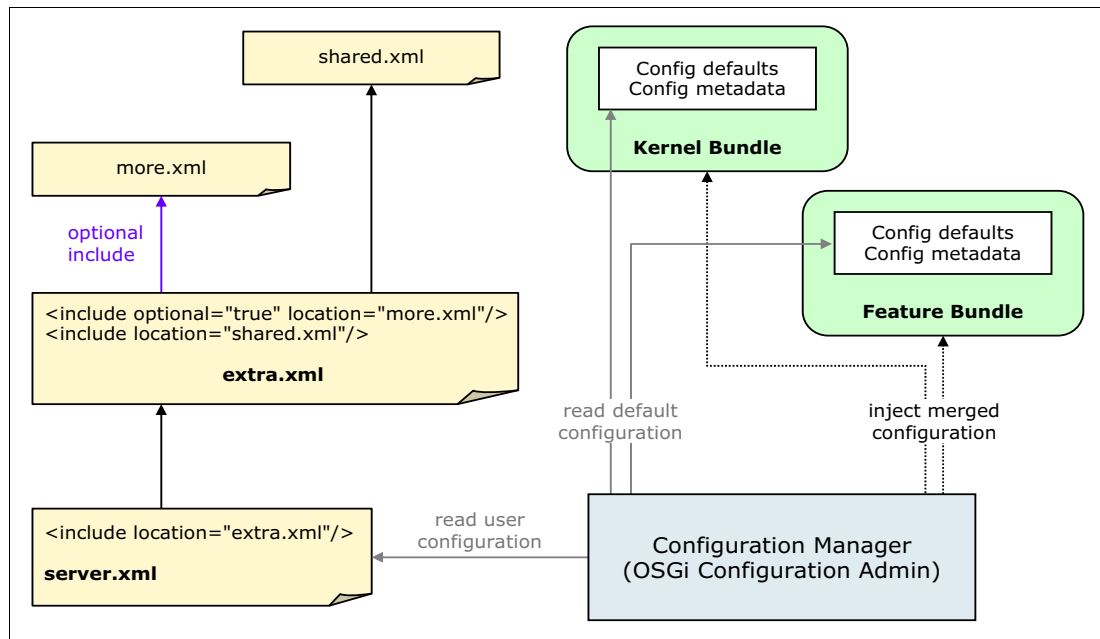 shared.xml
more.xml
optional
include
<include optional="true" location="more.xml"/>
<include location="shared.xml"/>
extra.xml
<include location="extra.xml"/>
server.xml
read user
configuration
Config defaults
Config metadata
Kernel Bundle
Config defaults
Config metadata
Feature Bundle
read default
configuration
inject merged
configuration
Configuration Manager
(OSGi Configuration Admin)